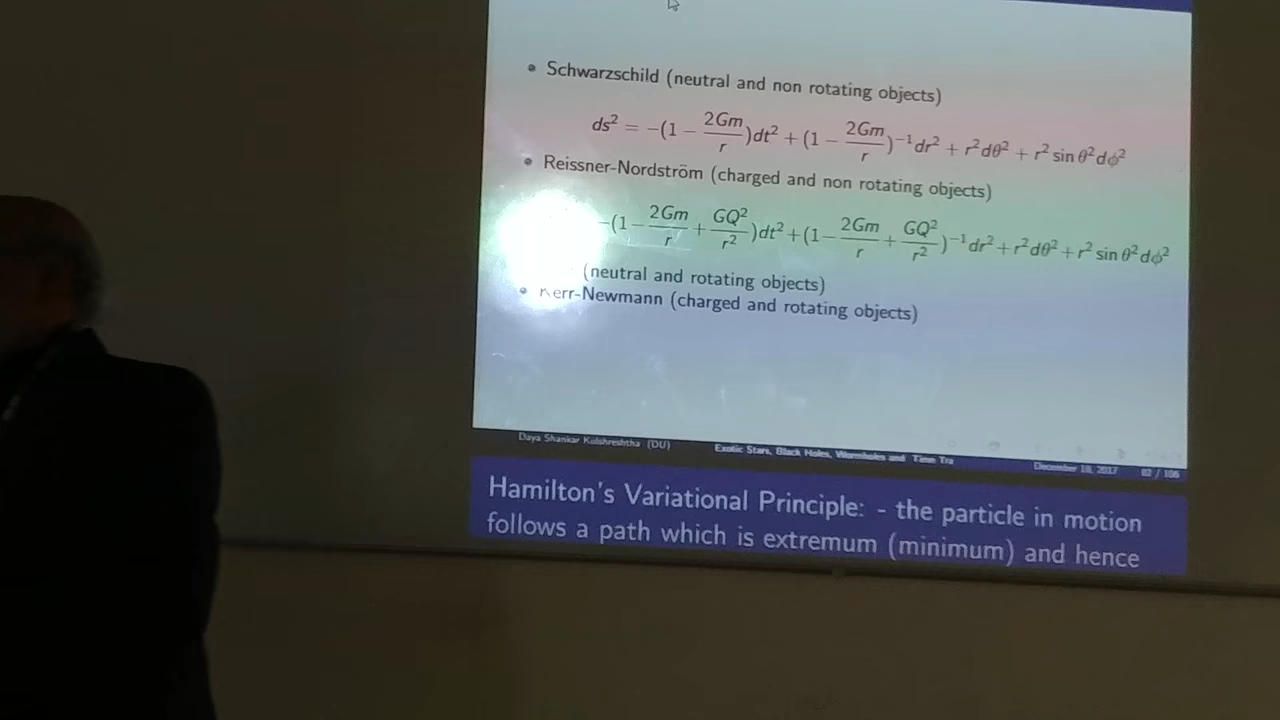 • Schwarzschild (neutral and non rotating objects)
ds² = −(1 − 2Gm/r)dt² + (1 − 2Gm/r)⁻¹dr² + r²dθ² + r² sin θ²dϕ²
• Reissner-Nordström (charged and non rotating objects)
−(1 − 2Gm/r + GQ²/r²)dt² + (1 − 2Gm/r + GQ²/r²)⁻¹dr² + r²dθ² + r² sin θ²dϕ²
(neutral and rotating objects)
• Kerr-Newmann (charged and rotating objects)
Daya Shankar Kulshreshtha (DU) Exotic Stars, Black Holes, Wormholes and Time Tra December 18, 2017 82 / 106
Hamilton's Variational Principle: - the particle in motion
follows a path which is extremum (minimum) and hence